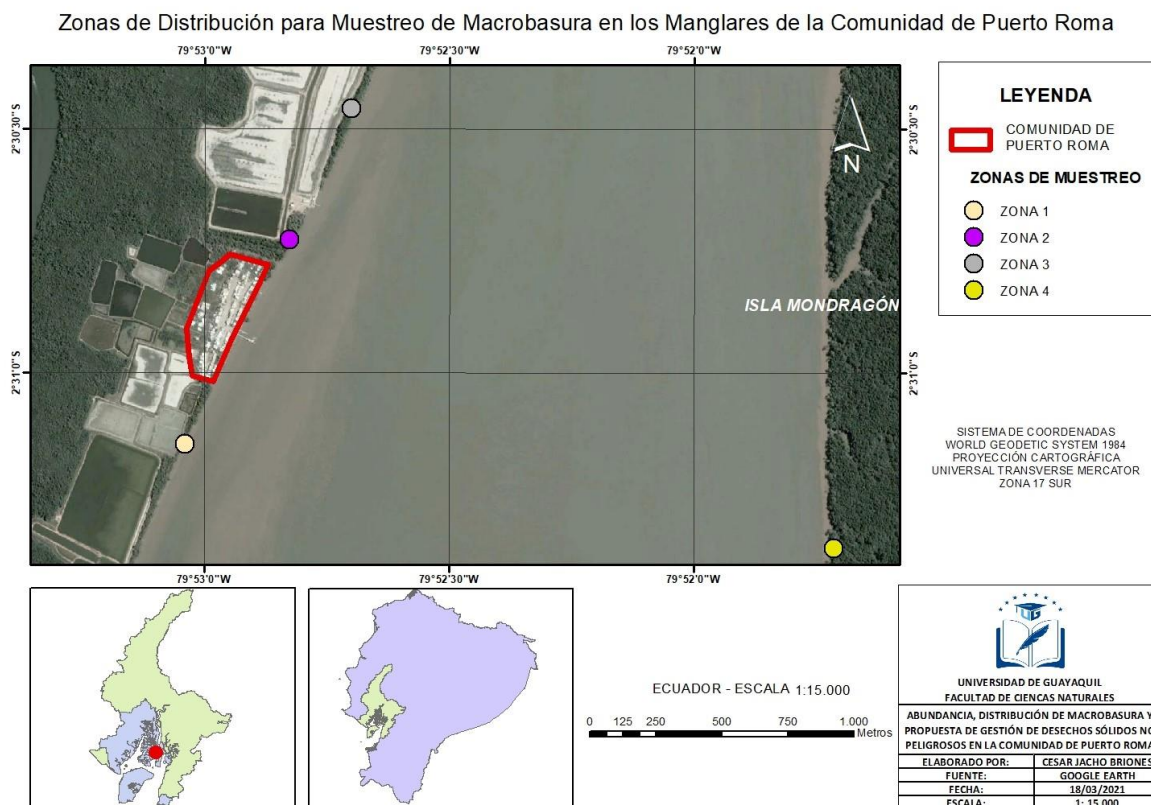 Zonas de Distribución para Muestreo de Macrobasura en los Manglares de la Comunidad de Puerto Roma
79°53'0"W
79°52'30"W
79°52'0"W
2°30'30"S
2°30'30"S
N
ISLA MONDRAGÓN
2°31'0"S
2°31'0"S
79°53'0"W
79°52'30"W
79°52'0"W
LEYENDA
COMUNIDAD DE
PUERTO ROMA
ZONAS DE MUESTREO
ZONA 1
ZONA 2
ZONA 3
ZONA 4
SISTEMA DE COORDENADAS
WORLD GEODETIC SYSTEM 1984
PROYECCIÓN CARTOGRÁFICA
UNIVERSAL TRANSVERSE MERCATOR
ZONA 17 SUR
ECUADOR - ESCALA 1:15.000
0 125 250 500 750 1.000
Metros
UG
UNIVERSIDAD DE GUAYAQUIL
FACULTAD DE CIENCAS NATURALES
ABUNDANCIA, DISTRIBUCIÓN DE MACROBASURA Y
PROPUESTA DE GESTIÓN DE DESECHOS SÓLIDOS NO
PELIGROSOS EN LA COMUNIDAD DE PUERTO ROMA
ELABORADO POR: CESAR JACHO BRIONES
FUENTE: GOOGLE EARTH
FECHA: 18/03/2021
ESCALA: 1: 15.000